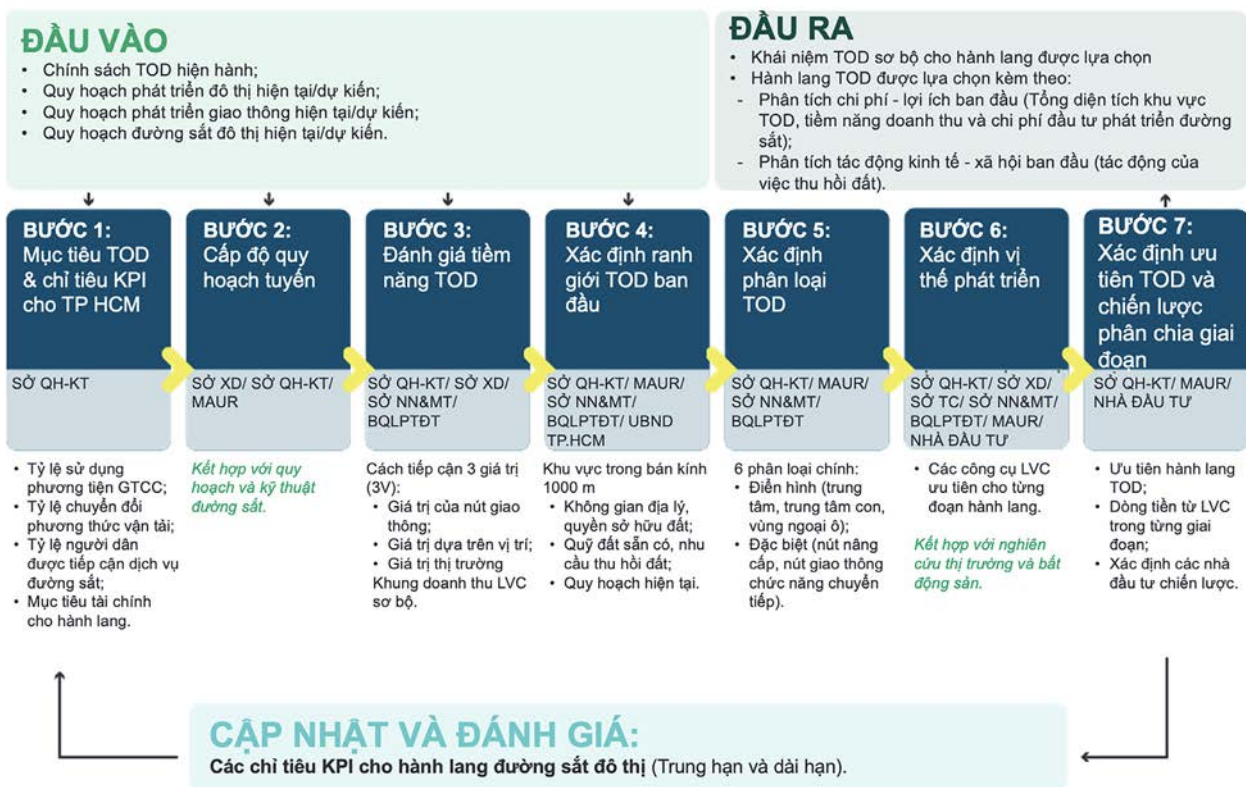 ĐẦU VÀO
• Chính sách TOD hiện hành;
• Quy hoạch phát triển đô thị hiện tại/dự kiến;
• Quy hoạch phát triển giao thông hiện tại/dự kiến;
• Quy hoạch đường sắt đô thị hiện tại/dự kiến.
ĐẦU RA
• Khái niệm TOD sơ bộ cho hành lang được lựa chọn
• Hành lang TOD được lựa chọn kèm theo:
- Phân tích chi phí - lợi ích ban đầu (Tổng diện tích khu vực
TOD, tiềm năng doanh thu và chi phí đầu tư phát triển đường
sắt);
- Phân tích tác động kinh tế - xã hội ban đầu (tác động của
việc thu hồi đất).
BƯỚC 1:
Mục tiêu TOD
& chỉ tiêu KPI
cho TP HCM
SỞ QH-KT
• Tỷ lệ sử dụng
phương tiện GTCC;
• Tỷ lệ chuyển đổi
phương thức vận tải;
• Tỷ lệ người dân
được tiếp cận dịch vụ
đường sắt;
• Mục tiêu tài chính
cho hành lang.
BƯỚC 2:
Cấp độ quy
hoạch tuyến
SỞ XD/ SỞ QH-KT/
MAUR
Kết hợp với quy
hoạch và kỹ thuật
đường sắt.
BƯỚC 3:
Đánh giá tiềm
năng TOD
SỞ QH-KT/ SỞ XD/
SỞ NN&MT/
BQLPTĐT
Cách tiếp cận 3 giá trị
(3V):
• Giá trị của nút giao
thông;
• Giá trị dựa trên vị trí;
• Giá trị thị trường
Khung doanh thu LVC
sơ bộ.
BƯỚC 4:
Xác định ranh
giới TOD ban
đầu
SỞ QH-KT/ MAUR/
SỞ NN&MT/
BQLPTĐT/ UBND
TP.HCM
Khu vực trong bán kính
1000 m
• Không gian địa lý,
quyền sở hữu đất;
• Quỹ đất sẵn có, nhu
cầu thu hồi đất;
• Quy hoạch hiện tại.
BƯỚC 5:
Xác định
phân loại
TOD
SỞ QH-KT/ MAUR/
SỞ NN&MT/
BQLPTĐT
6 phân loại chính:
• Điển hình (trung
tâm, trung tâm con,
vùng ngoại ô);
• Đặc biệt (nút nâng
cấp, nút giao thông
chức năng chuyển
tiếp).
BƯỚC 6:
Xác định vị
thế phát triển
SỞ QH-KT/ SỞ XD/
SỞ TC/ SỞ NN&MT/
BQLPTĐT/ MAUR/
NHÀ ĐẦU TƯ
• Các công cụ LVC
ưu tiên cho từng
đoạn hành lang.
Kết hợp với nghiên
cứu thị trường và bất
động sản.
BƯỚC 7:
Xác định ưu
tiên TOD và
chiến lược
phân chia giai
đoạn
SỞ QH-KT/ MAUR/
NHÀ ĐẦU TƯ
• Ưu tiên hành lang
TOD;
• Dòng tiền từ LVC
trong từng giai
đoạn;
• Xác định các nhà
đầu tư chiến lược.
CẬP NHẬT VÀ ĐÁNH GIÁ:
Các chỉ tiêu KPI cho hành lang đường sắt đô thị (Trung hạn và dài hạn).